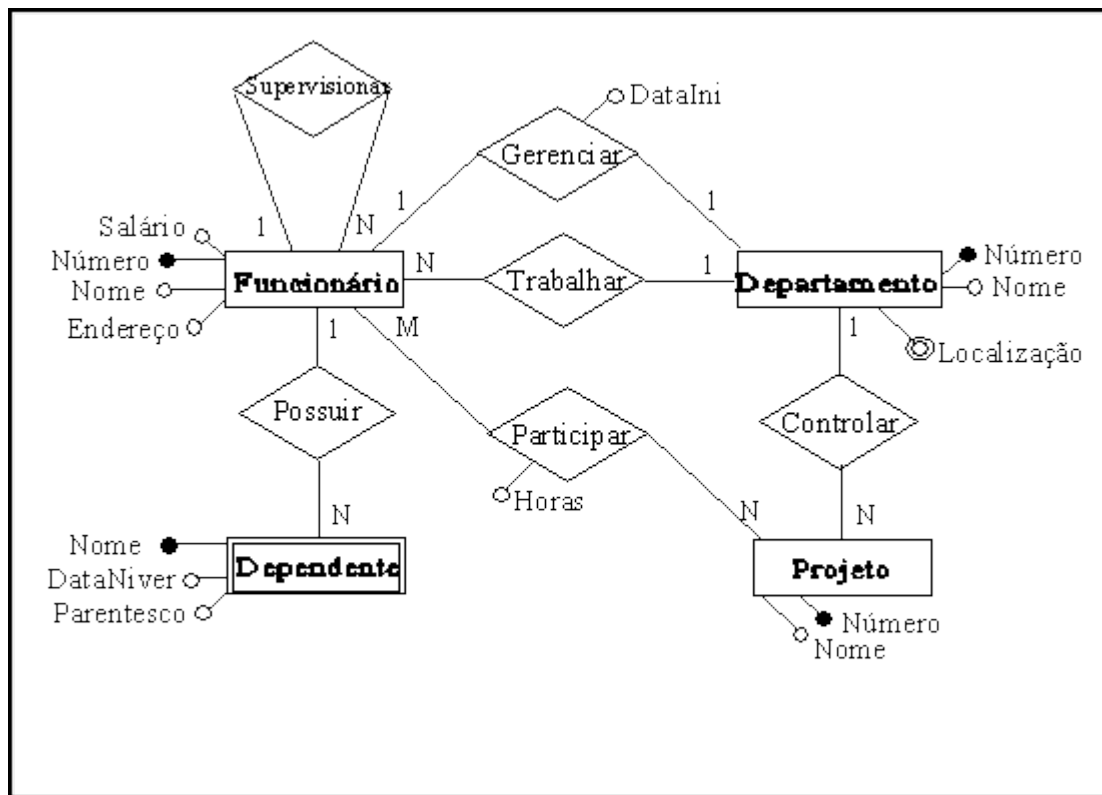 Supervisionar
DataIni
Gerenciar
1
1
1
N
Salário
Número
Nome
Endereço
Funcionário
N
Trabalhar
1
Departamento
Número
Nome
Localização
1
M
1
Possuir
Participar
Controlar
Horas
N
N
N
Nome
DataNiver
Parentesco
Dependente
Projeto
Número
Nome